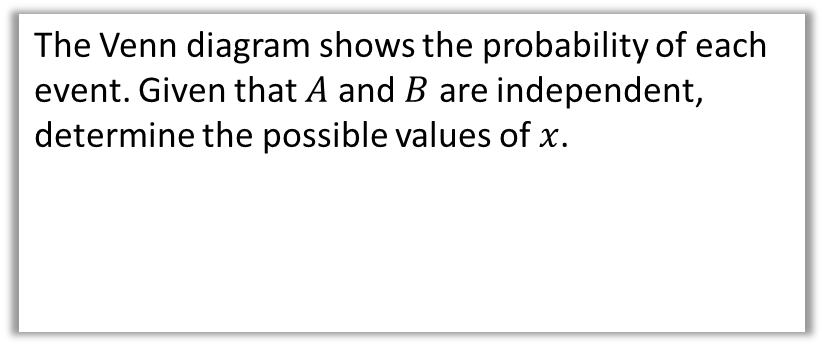 The Venn diagram shows the probability of each
event. Given that A and B are independent,
determine the possible values of x.